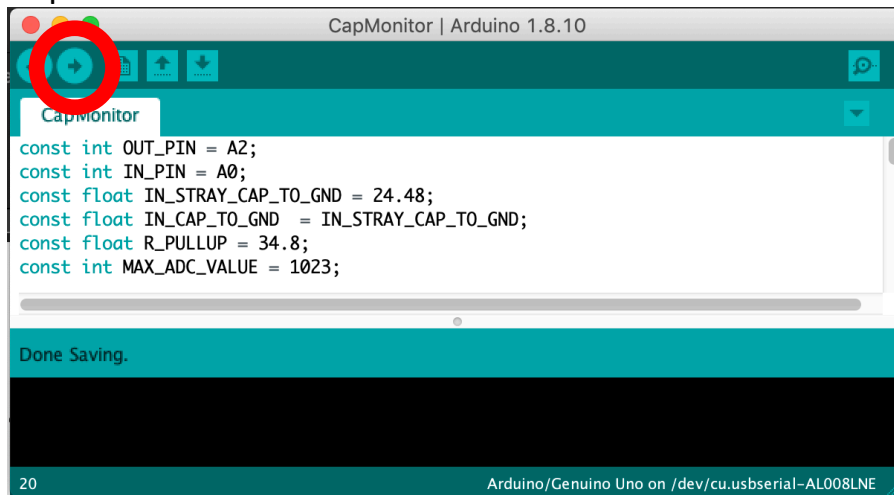 CapMonitor | Arduino 1.8.10
CapMonitor
const int OUT_PIN = A2;
const int IN_PIN = A0;
const float IN_STRAY_CAP_TO_GND = 24.48;
const float IN_CAP_TO_GND  = IN_STRAY_CAP_TO_GND;
const float R_PULLUP = 34.8;
const int MAX_ADC_VALUE = 1023;
Done Saving.
20 Arduino/Genuino Uno on /dev/cu.usbserial-AL008LNE